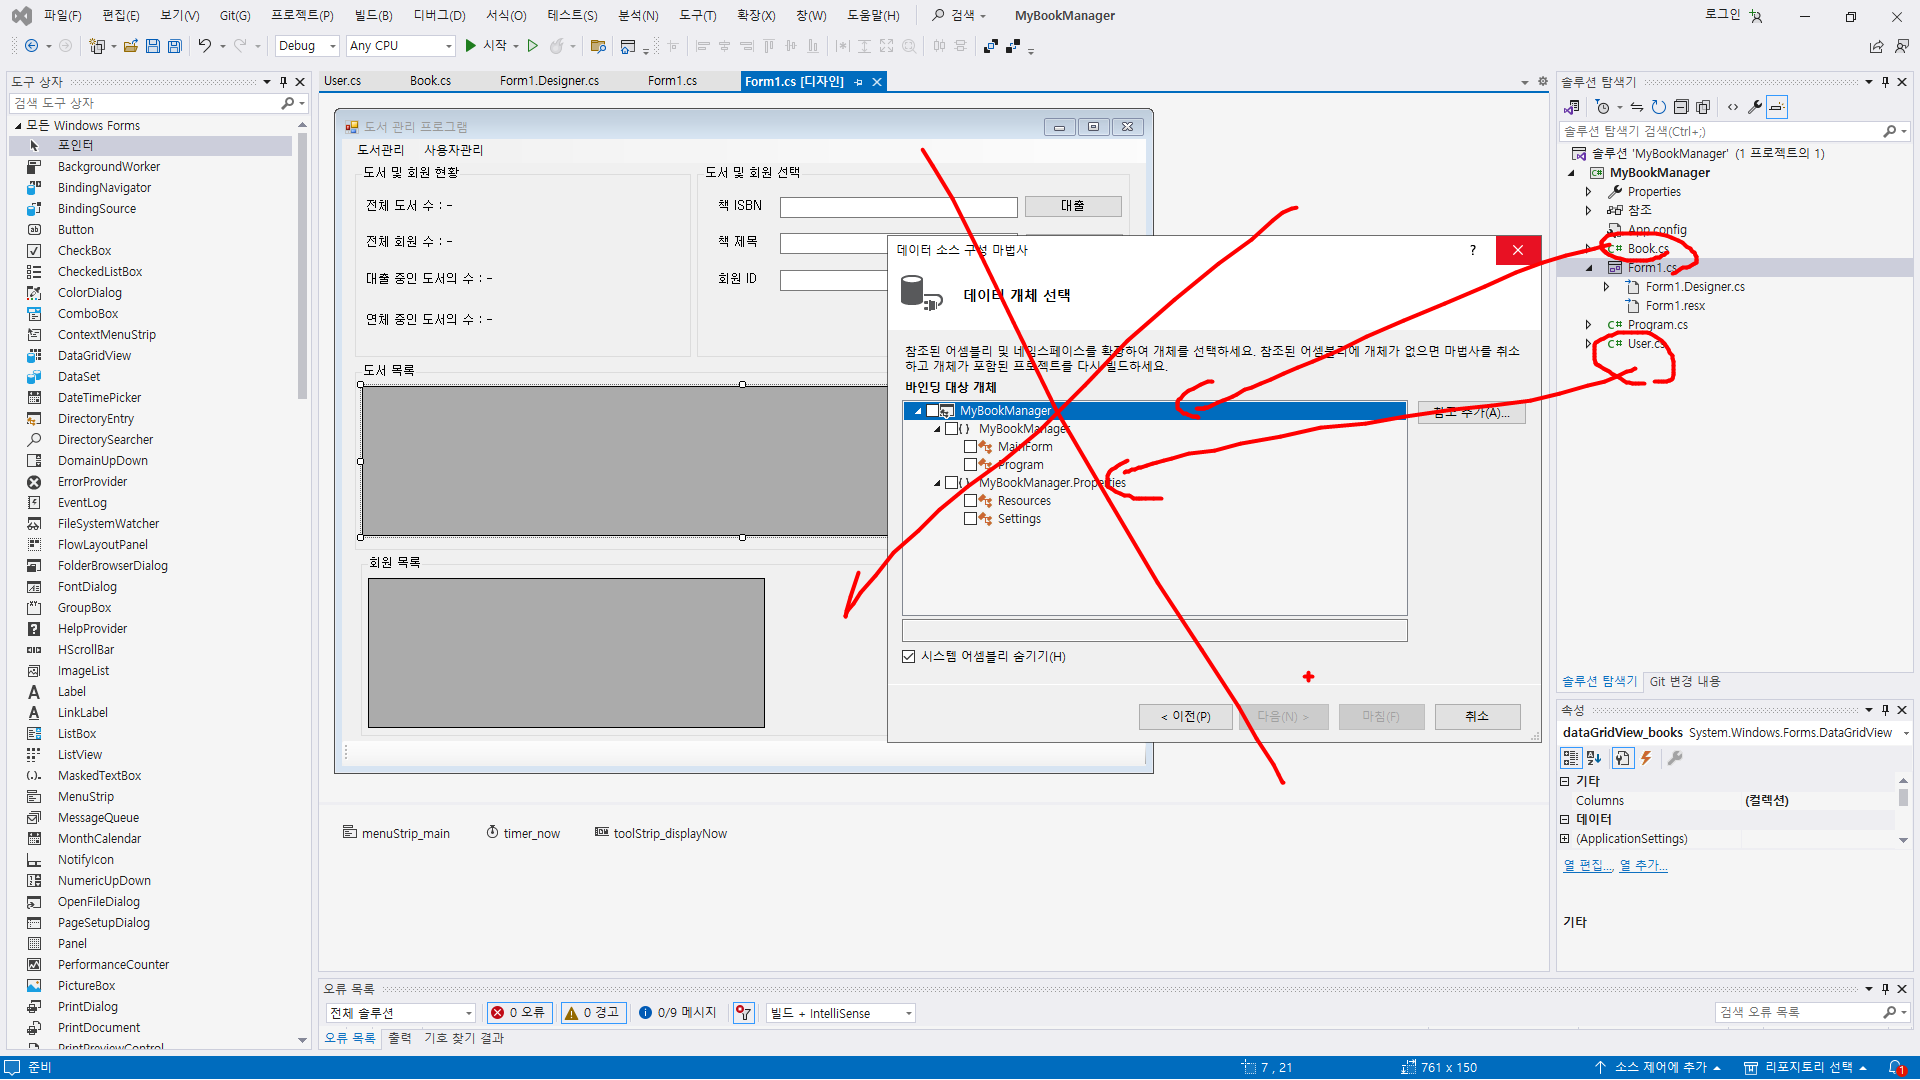 파일(F) 편집(E) 보기(V) Git(G) 프로젝트(P) 빌드(B) 디버그(D) 서식(O) 테스트(S) 분석(N) 도구(T) 확장(X) 창(W) 도움말(H) 검색 MyBookManager 로그인
Debug Any CPU 시작
도구 상자
검색 도구 상자
모든 Windows Forms
포인터
BackgroundWorker
BindingNavigator
BindingSource
Button
CheckBox
CheckedListBox
ColorDialog
ComboBox
ContextMenuStrip
DataGridView
DataSet
DateTimePicker
DirectoryEntry
DirectorySearcher
DomainUpDown
ErrorProvider
EventLog
FileSystemWatcher
FlowLayoutPanel
FolderBrowserDialog
FontDialog
GroupBox
HelpProvider
HScrollBar
ImageList
Label
LinkLabel
ListBox
ListView
MaskedTextBox
MenuStrip
MessageQueue
MonthCalendar
NotifyIcon
NumericUpDown
OpenFileDialog
PageSetupDialog
Panel
PerformanceCounter
PictureBox
PrintDialog
PrintDocument
PrintPreviewControl
User.cs Book.cs Form1.Designer.cs Form1.cs Form1.cs [디자인]
도서 관리 프로그램
도서관리 사용자관리
도서 및 회원 현황
전체 도서 수 : -
전체 회원 수 : -
대출 중인 도서의 수 : -
연체 중인 도서의 수 : -
도서 및 회원 선택
책 ISBN 대출
책 제목
회원 ID
도서 목록
회원 목록
데이터 소스 구성 마법사 ?
데이터 개체 선택
참조된 어셈블리 및 네임스페이스를 확장하여 개체를 선택하세요. 참조된 어셈블리에 개체가 없으면 마법사를 취소
하고 개체가 포함된 프로젝트를 다시 빌드하세요.
바인딩 대상 개체
MyBookManager
MyBookManager
MainForm
Program
MyBookManager.Properties
Resources
Settings
참조 추가(A)...
시스템 어셈블리 숨기기(H)
< 이전(P) 다음(N) > 마침(F) 취소
menuStrip_main timer_now toolStrip_displayNow
솔루션 탐색기
솔루션 탐색기 검색(Ctrl+;)
솔루션 'MyBookManager' (1 프로젝트의 1)
MyBookManager
Properties
참조
App.config
C# Book.cs
Form1.cs
Form1.Designer.cs
Form1.resx
C# Program.cs
C# User.cs
솔루션 탐색기 Git 변경 내용
속성
dataGridView_books System.Windows.Forms.DataGridView
기타
Columns (컬렉션)
데이터
(ApplicationSettings)
열 편집..., 열 추가...
기타
오류 목록
전체 솔루션 0 오류 0 경고 0/9 메시지 빌드 + IntelliSense 검색 오류 목록
오류 목록 출력 기호 찾기 결과
준비 7 , 21 761 x 150 소스 제어에 추가 리포지토리 선택 1